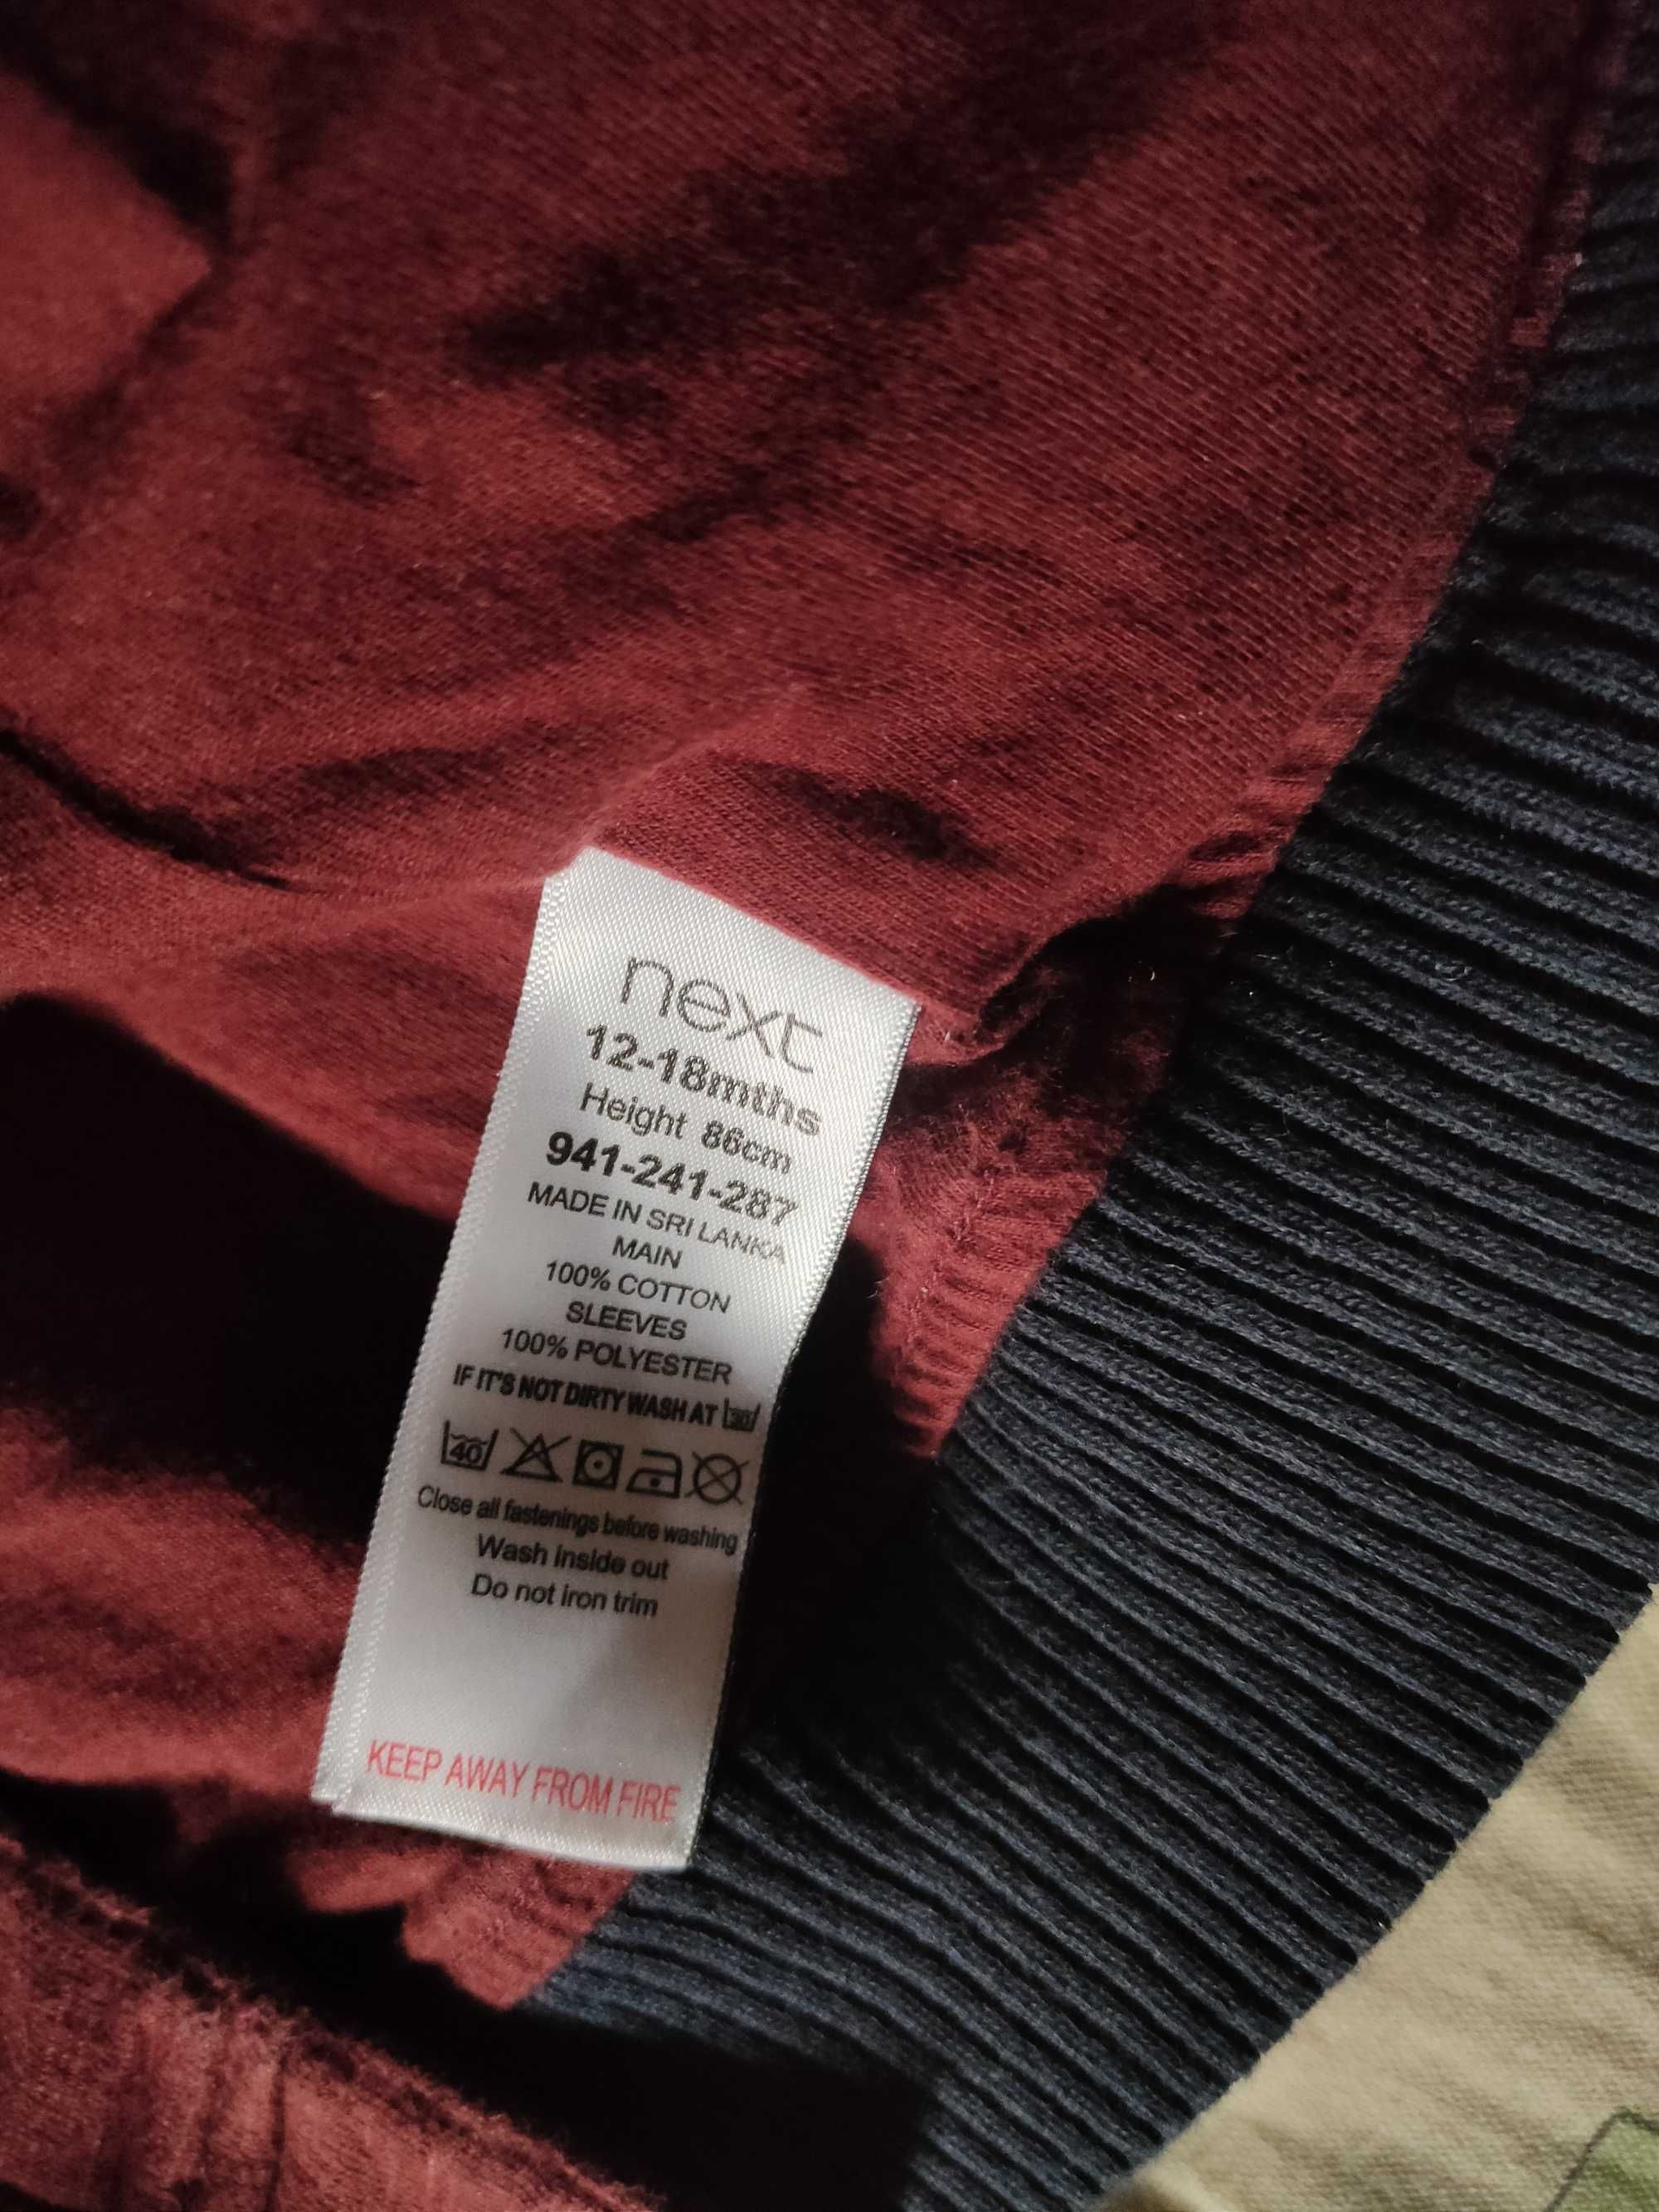 next
12-18mths
Height 86cm
941-241-287
MADE IN SRI LANKA
MAIN
100% COTTON
SLEEVES
100% POLYESTER
IF IT'S NOT DIRTY WASH AT 30
40
Close all fastenings before washing
Wash inside out
Do not iron trim
KEEP AWAY FROM FIRE